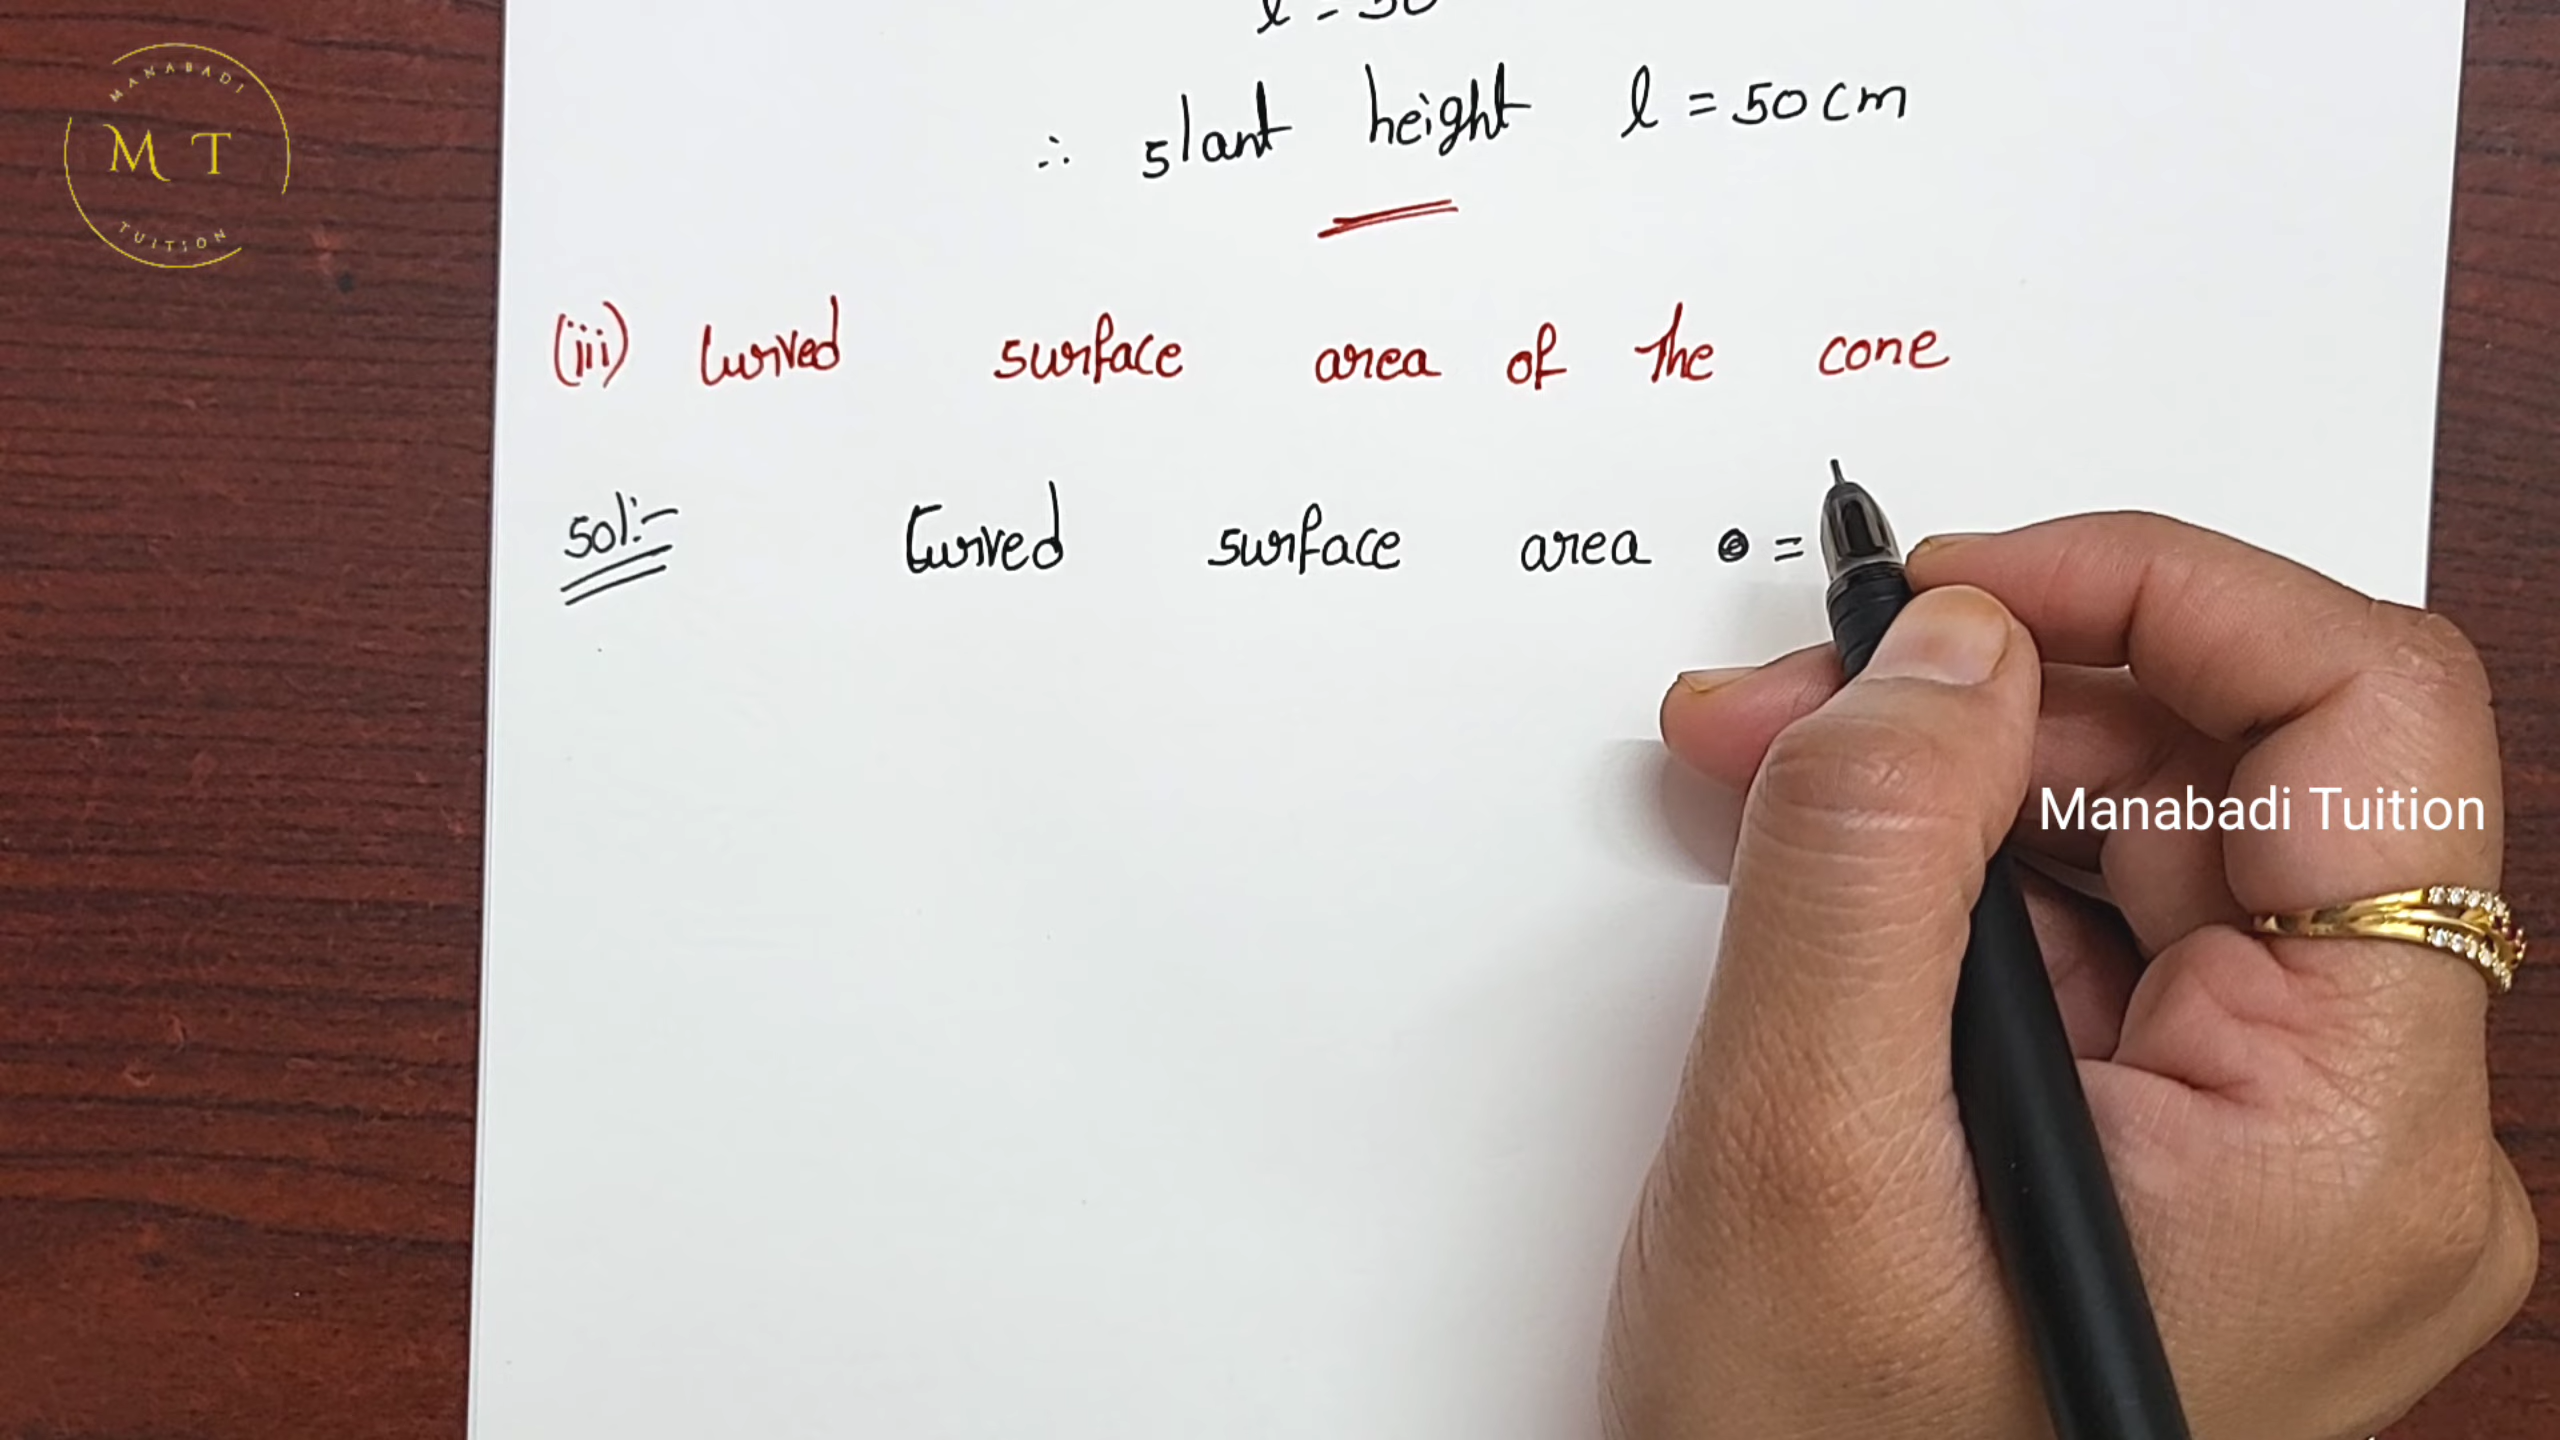 l = 50
∴ slant height l = 50 cm
MANABADI
M T
TUITION
(iii) Curved surface area of the cone
Sol:- Curved surface area =
Manabadi Tuition